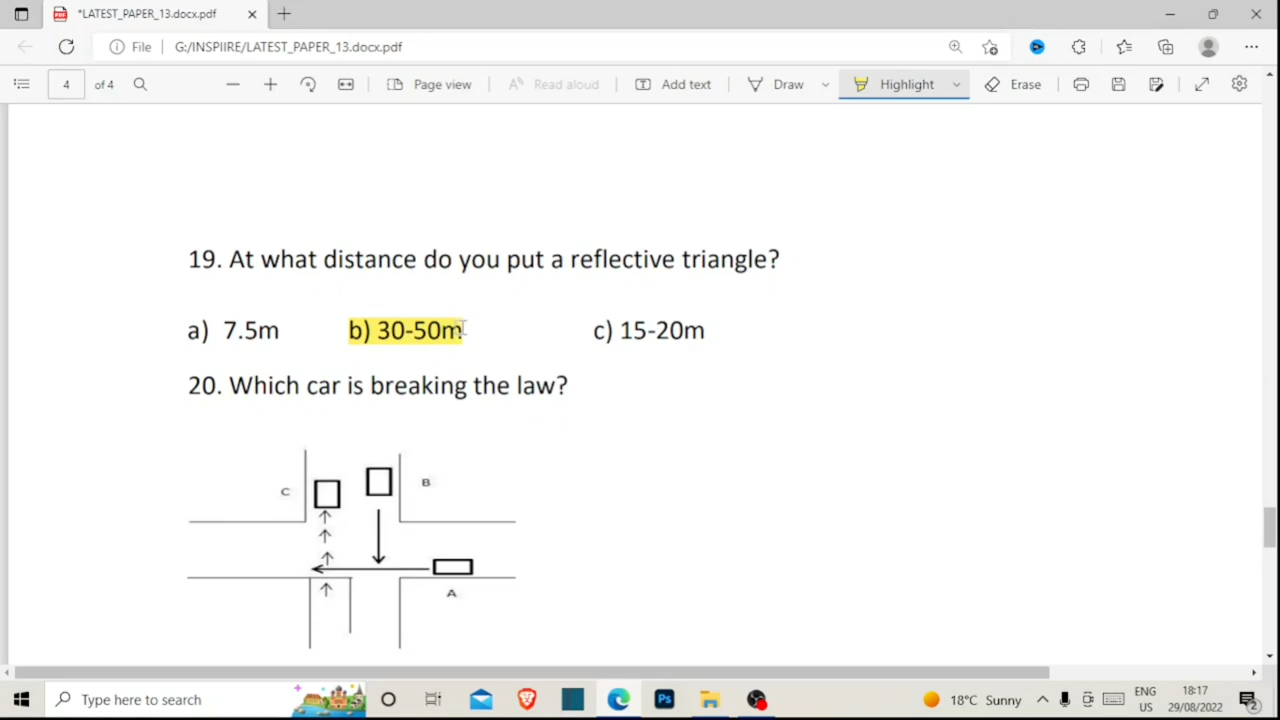 *LATEST_PAPER_13.docx.pdf
File G:/INSPIIRE/LATEST_PAPER_13.docx.pdf
4 of 4 Page view Read aloud Add text Draw Highlight Erase
19. At what distance do you put a reflective triangle?
a) 7.5m b) 30-50m c) 15-20m
20. Which car is breaking the law?
C B
A
Type here to search Ps 18°C Sunny ENG US 18:17 29/08/2022 2